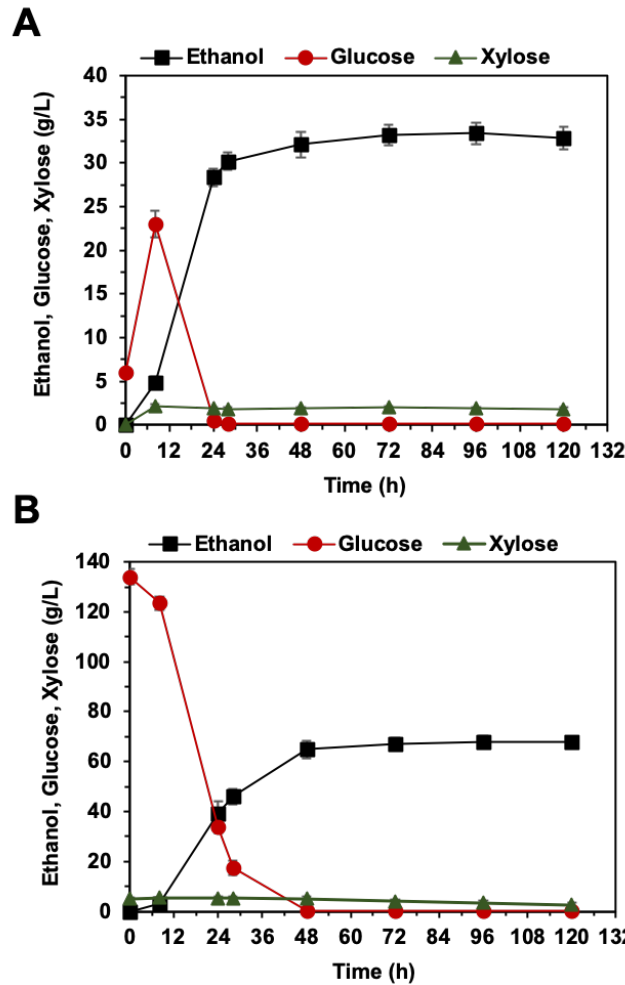 A
Ethanol Glucose Xylose
Ethanol, Glucose, Xylose (g/L)
40
35
30
25
20
15
10
5
0
0 12 24 36 48 60 72 84 96 108 120 132
Time (h)
B
Ethanol Glucose Xylose
Ethanol, Glucose, Xylose (g/L)
140
120
100
80
60
40
20
0
0 12 24 36 48 60 72 84 96 108 120 132
Time (h)